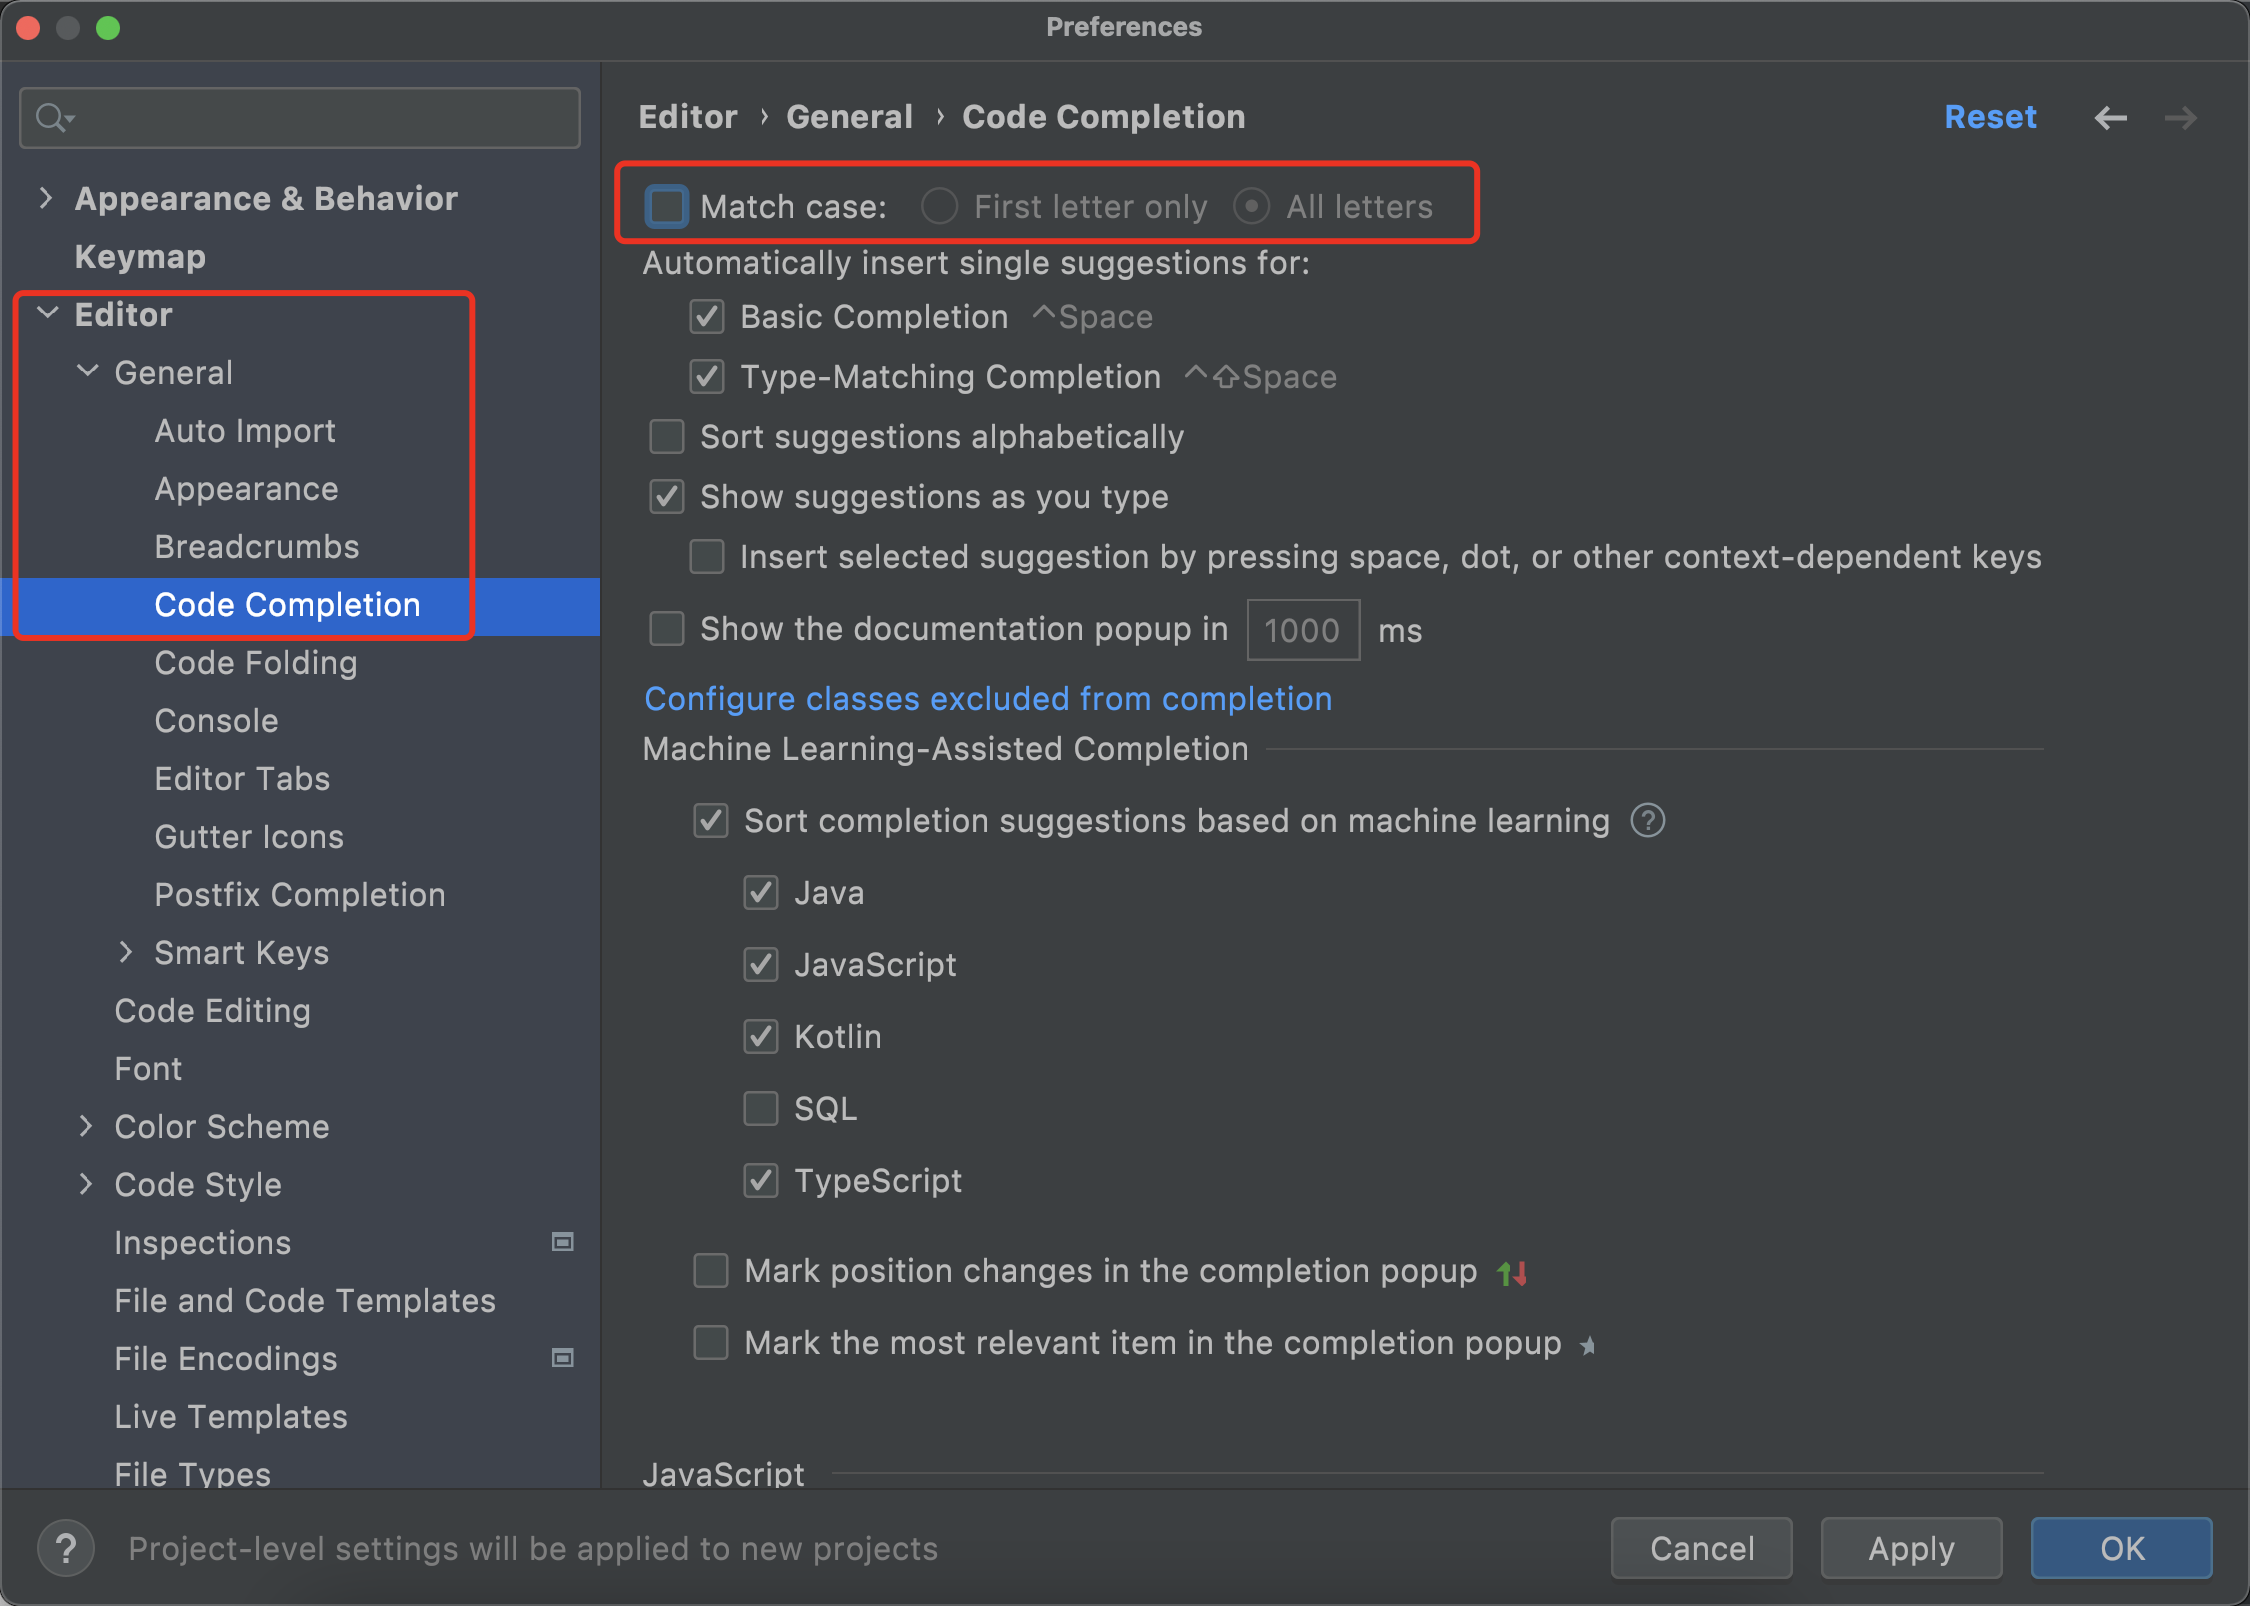 Preferences
Appearance & Behavior
Keymap
Editor
General
Auto Import
Appearance
Breadcrumbs
Code Completion
Code Folding
Console
Editor Tabs
Gutter Icons
Postfix Completion
Smart Keys
Code Editing
Font
Color Scheme
Code Style
Inspections
File and Code Templates
File Encodings
Live Templates
File Types
Editor › General › Code Completion
Reset
Match case: First letter only All letters
Automatically insert single suggestions for:
Basic Completion ^Space
Type-Matching Completion ^⇧Space
Sort suggestions alphabetically
Show suggestions as you type
Insert selected suggestion by pressing space, dot, or other context-dependent keys
Show the documentation popup in 1000 ms
Configure classes excluded from completion
Machine Learning-Assisted Completion
Sort completion suggestions based on machine learning ?
Java
JavaScript
Kotlin
SQL
TypeScript
Mark position changes in the completion popup
Mark the most relevant item in the completion popup
JavaScript
? Project-level settings will be applied to new projects
Cancel Apply OK